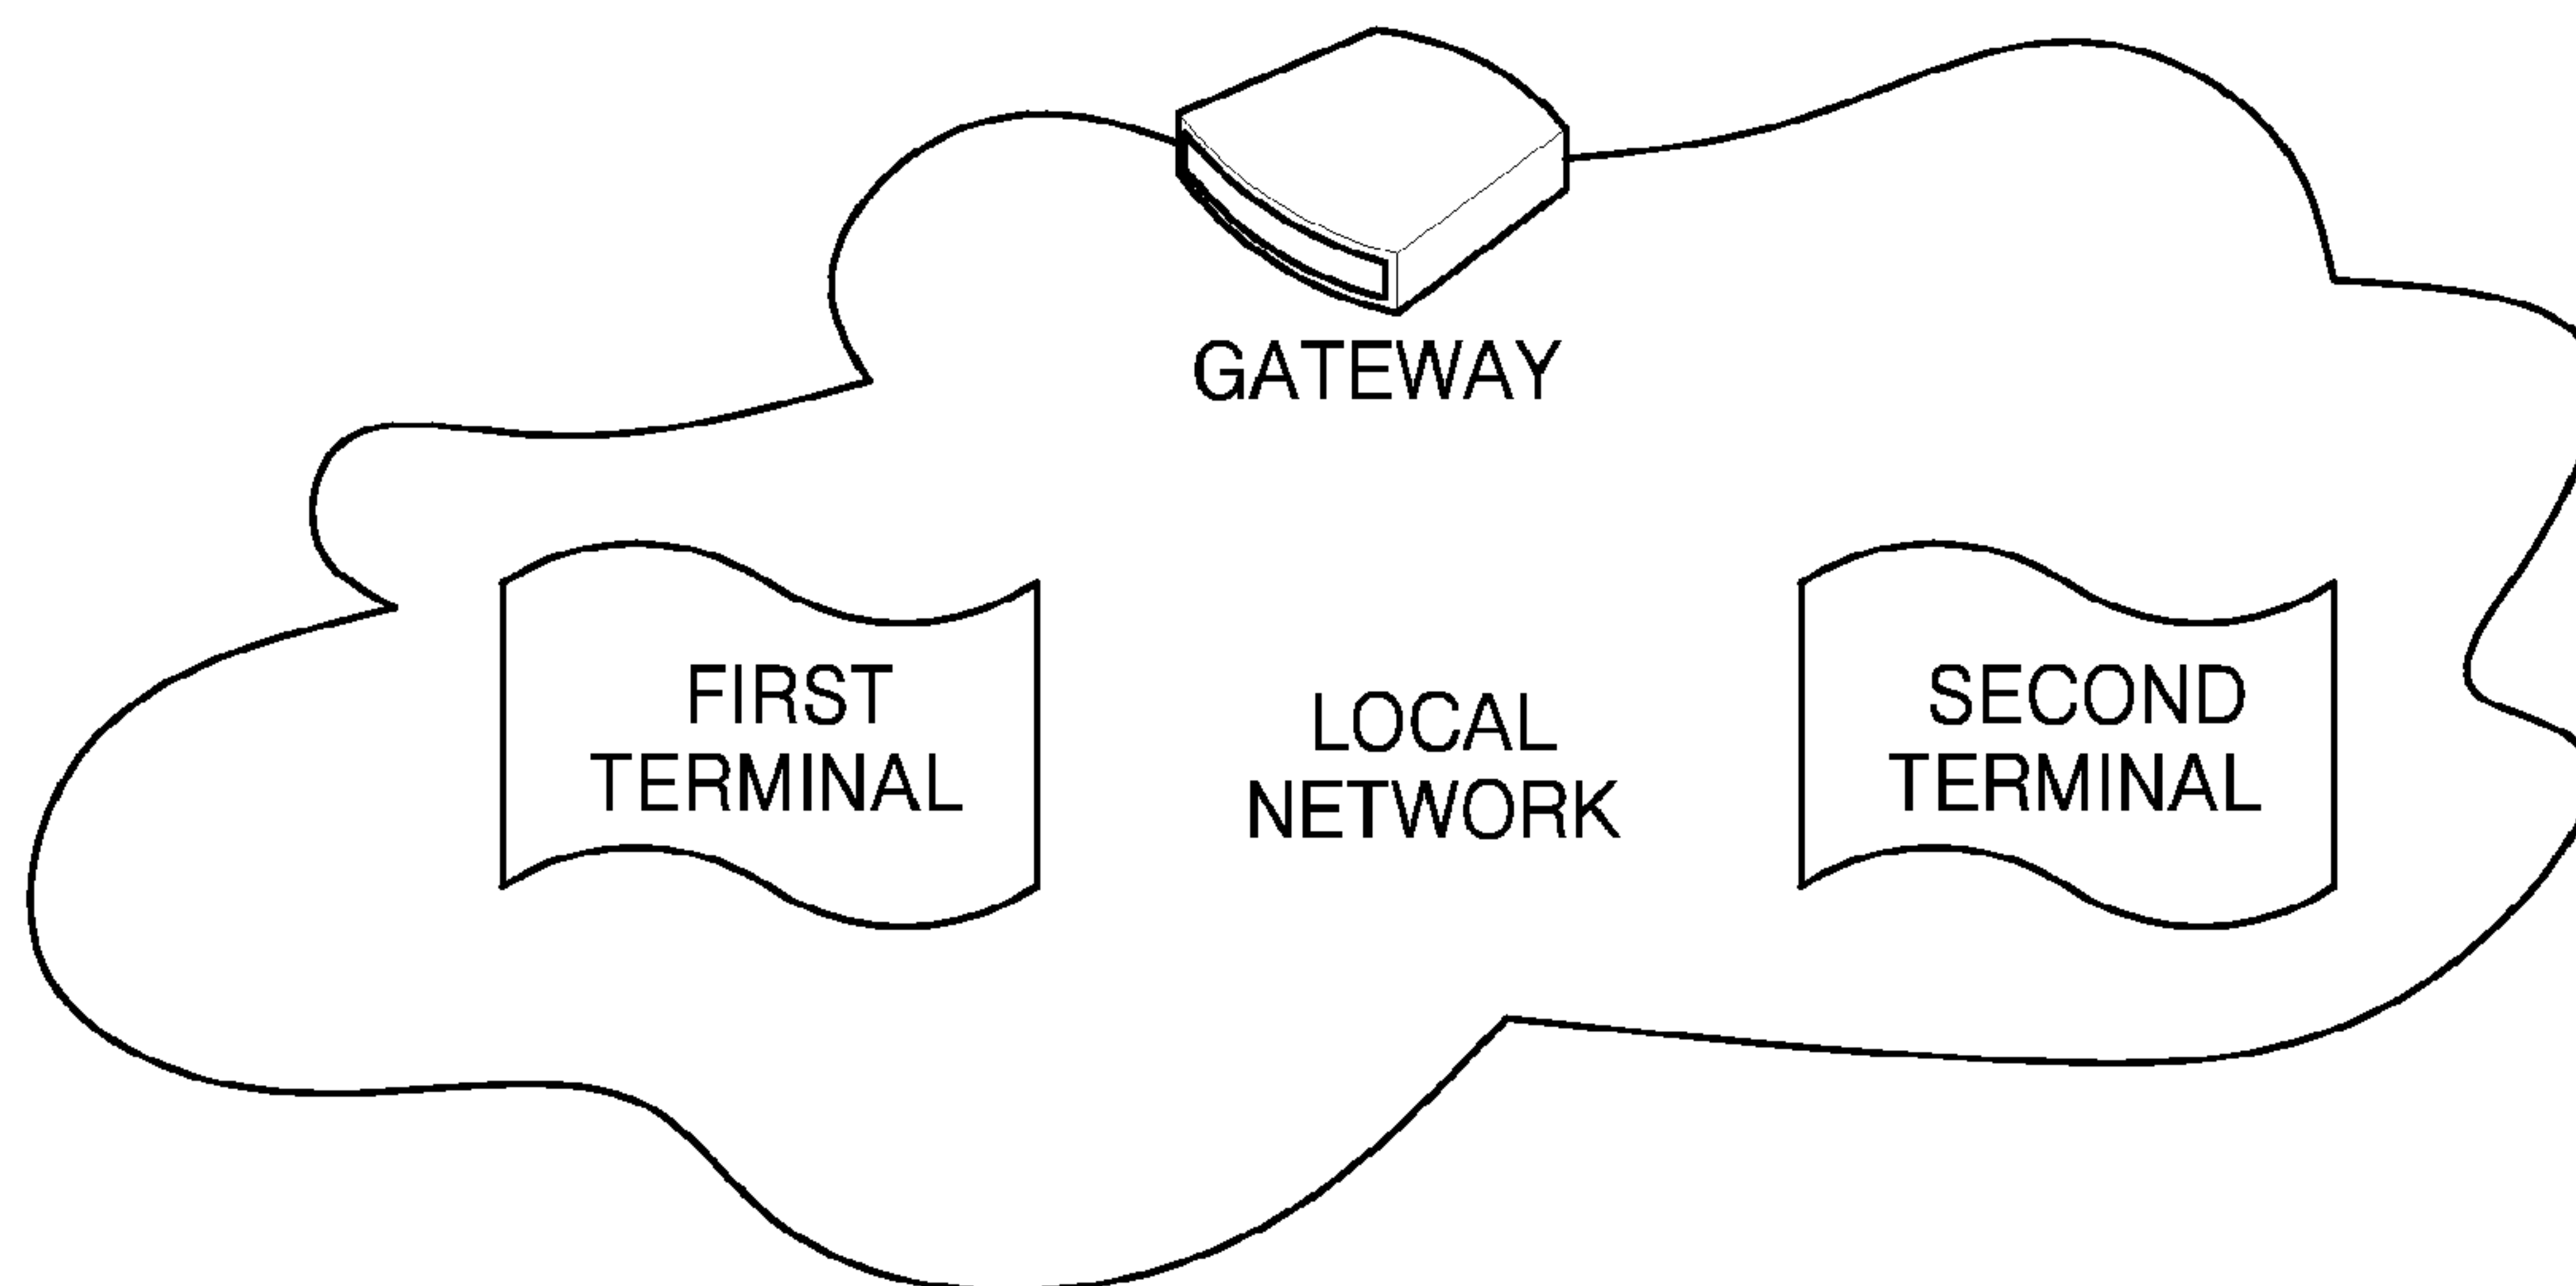 GATEWAY
FIRST
TERMINAL
LOCAL
NETWORK
SECOND
TERMINAL